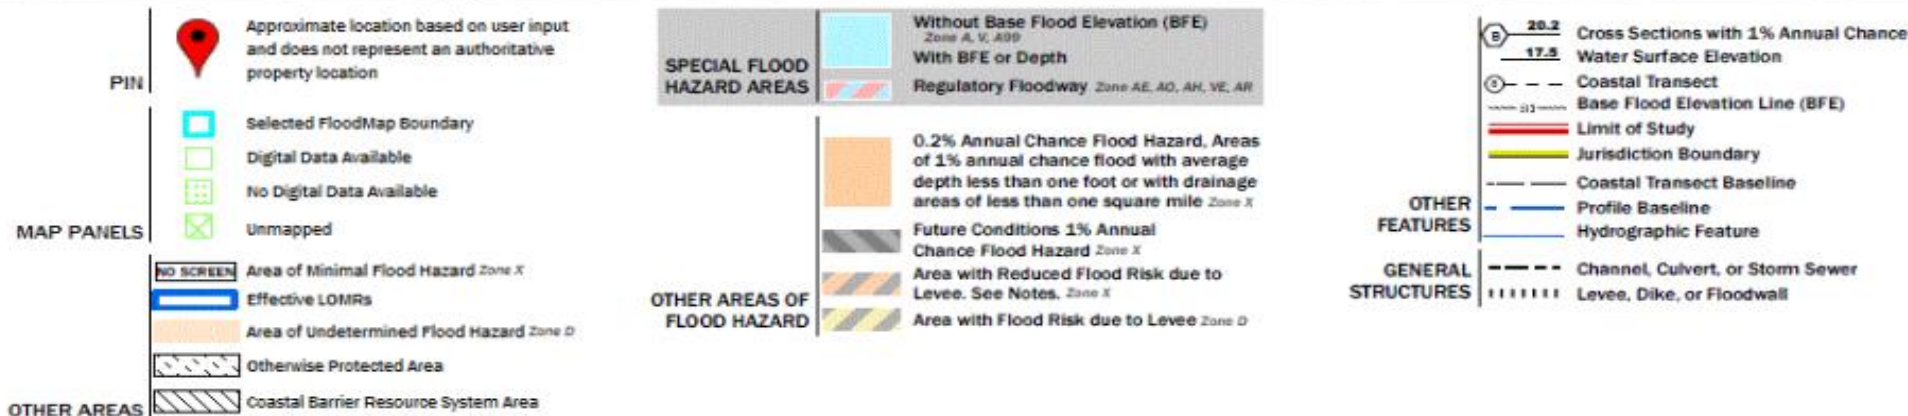 PIN
Approximate location based on user input
and does not represent an authoritative
property location
MAP PANELS
Selected FloodMap Boundary
Digital Data Available
No Digital Data Available
Unmapped
OTHER AREAS
NO SCREEN Area of Minimal Flood Hazard Zone X
Effective LOMRs
Area of Undetermined Flood Hazard Zone D
Otherwise Protected Area
Coastal Barrier Resource System Area
SPECIAL FLOOD
HAZARD AREAS
Without Base Flood Elevation (BFE)
Zone A, V, A99
With BFE or Depth
Regulatory Floodway Zone AE, AO, AH, VE, AR
OTHER AREAS OF
FLOOD HAZARD
0.2% Annual Chance Flood Hazard, Areas
of 1% annual chance flood with average
depth less than one foot or with drainage
areas of less than one square mile Zone X
Future Conditions 1% Annual
Chance Flood Hazard Zone X
Area with Reduced Flood Risk due to
Levee. See Notes. Zone X
Area with Flood Risk due to Levee Zone D
OTHER
FEATURES
B 20.2 Cross Sections with 1% Annual Chance
17.5 Water Surface Elevation
Coastal Transect
Base Flood Elevation Line (BFE)
Limit of Study
Jurisdiction Boundary
Coastal Transect Baseline
Profile Baseline
Hydrographic Feature
GENERAL
STRUCTURES
Channel, Culvert, or Storm Sewer
Levee, Dike, or Floodwall